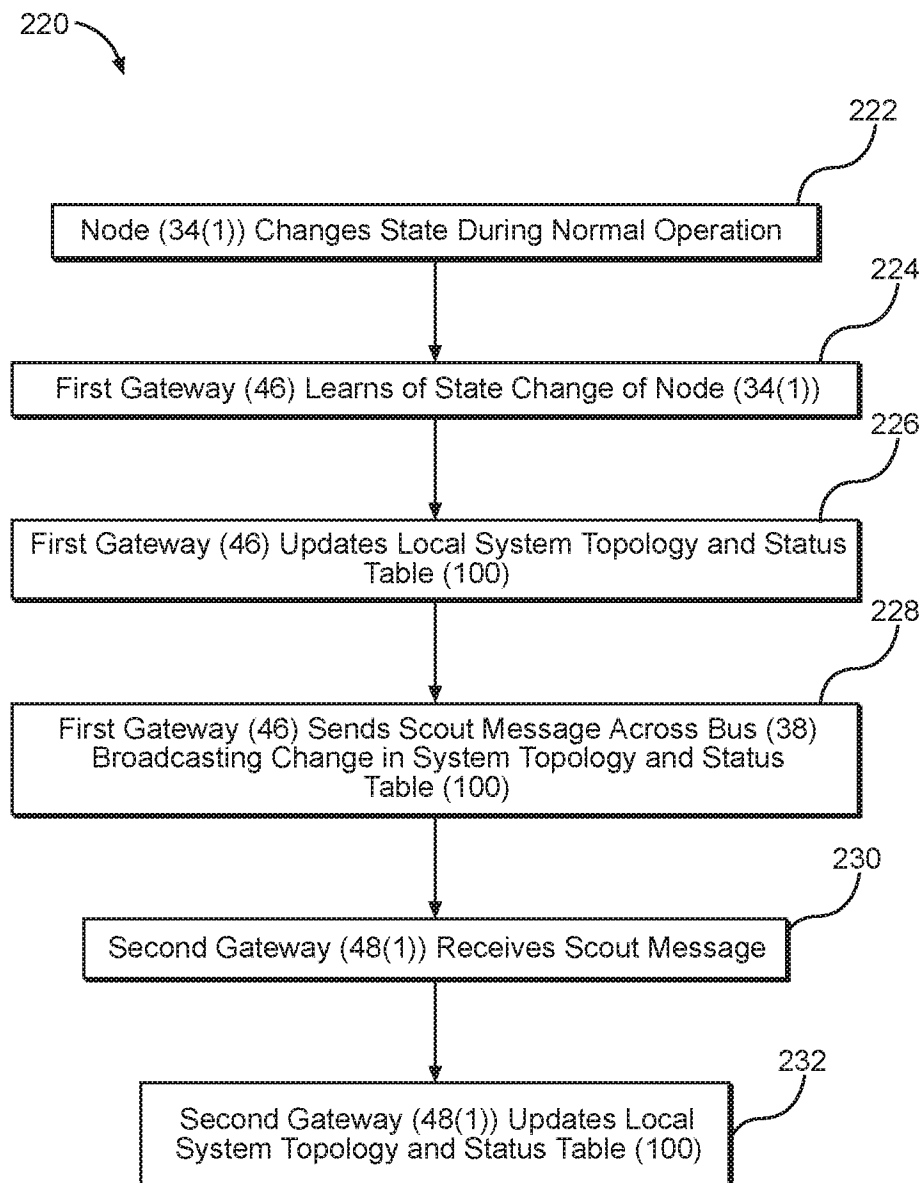 220
222
Node (34(1)) Changes State During Normal Operation
224
First Gateway (46) Learns of State Change of Node (34(1))
226
First Gateway (46) Updates Local System Topology and Status
Table (100)
228
First Gateway (46) Sends Scout Message Across Bus (38)
Broadcasting Change in System Topology and Status
Table (100)
230
Second Gateway (48(1)) Receives Scout Message
232
Second Gateway (48(1)) Updates Local
System Topology and Status Table (100)